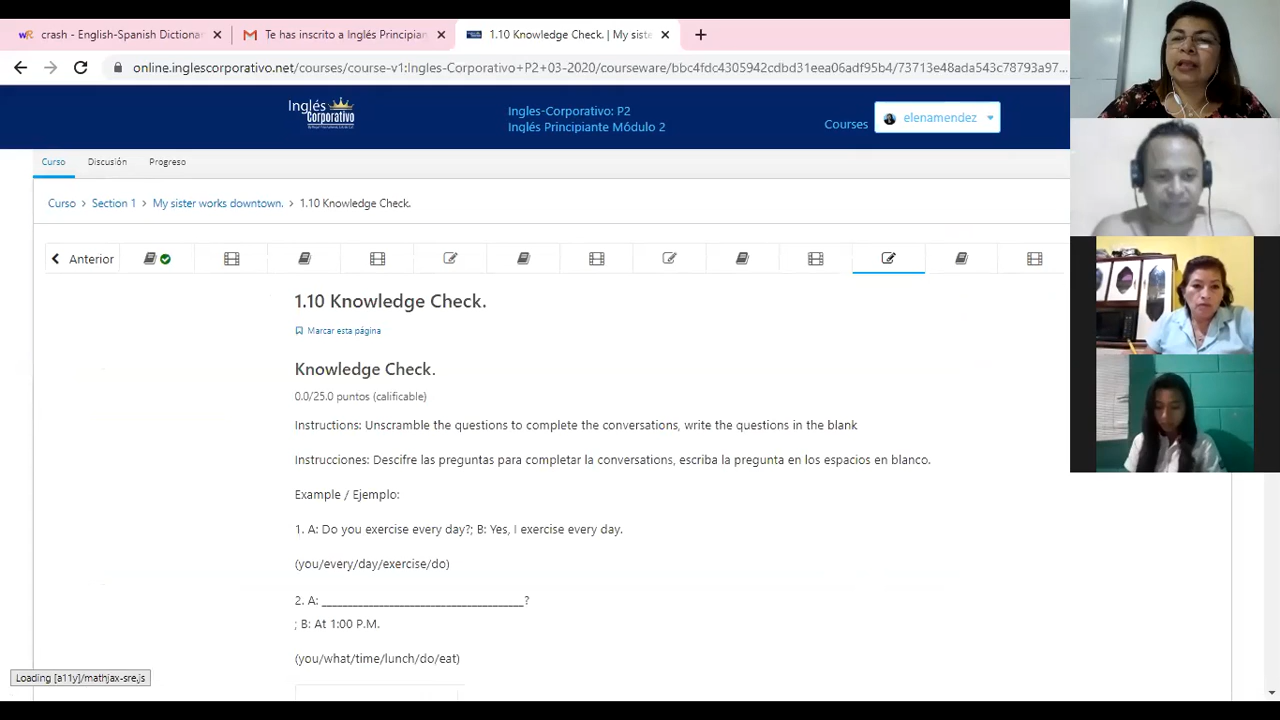 crash - English-Spanish Dictionar
Te has inscrito a Inglés Principian
1.10 Knowledge Check. | My siste
online.inglescorporativo.net/courses/course-v1:Ingles-Corporativo+P2+03-2020/courseware/bbc4fdc4305942cdbd31eea06adf95b4/73713e48ada543c78793a97...
Inglés
Corporativo
Ingles-Corporativo: P2
Inglés Principiante Módulo 2
Courses
elenamendez
Curso Discusión Progreso
Curso > Section 1 > My sister works downtown. > 1.10 Knowledge Check.
Anterior
1.10 Knowledge Check.
Marcar esta página
Knowledge Check.
0.0/25.0 puntos (calificable)
Instructions: Unscramble the questions to complete the conversations, write the questions in the blank
Instrucciones: Descifre las preguntas para completar la conversations, escriba la pregunta en los espacios en blanco.
Example / Ejemplo:
1. A: Do you exercise every day?; B: Yes, I exercise every day.
(you/every/day/exercise/do)
2. A: ______________________________________?
; B: At 1:00 P.M.
(you/what/time/lunch/do/eat)
Loading [a11y]/mathjax-sre.js